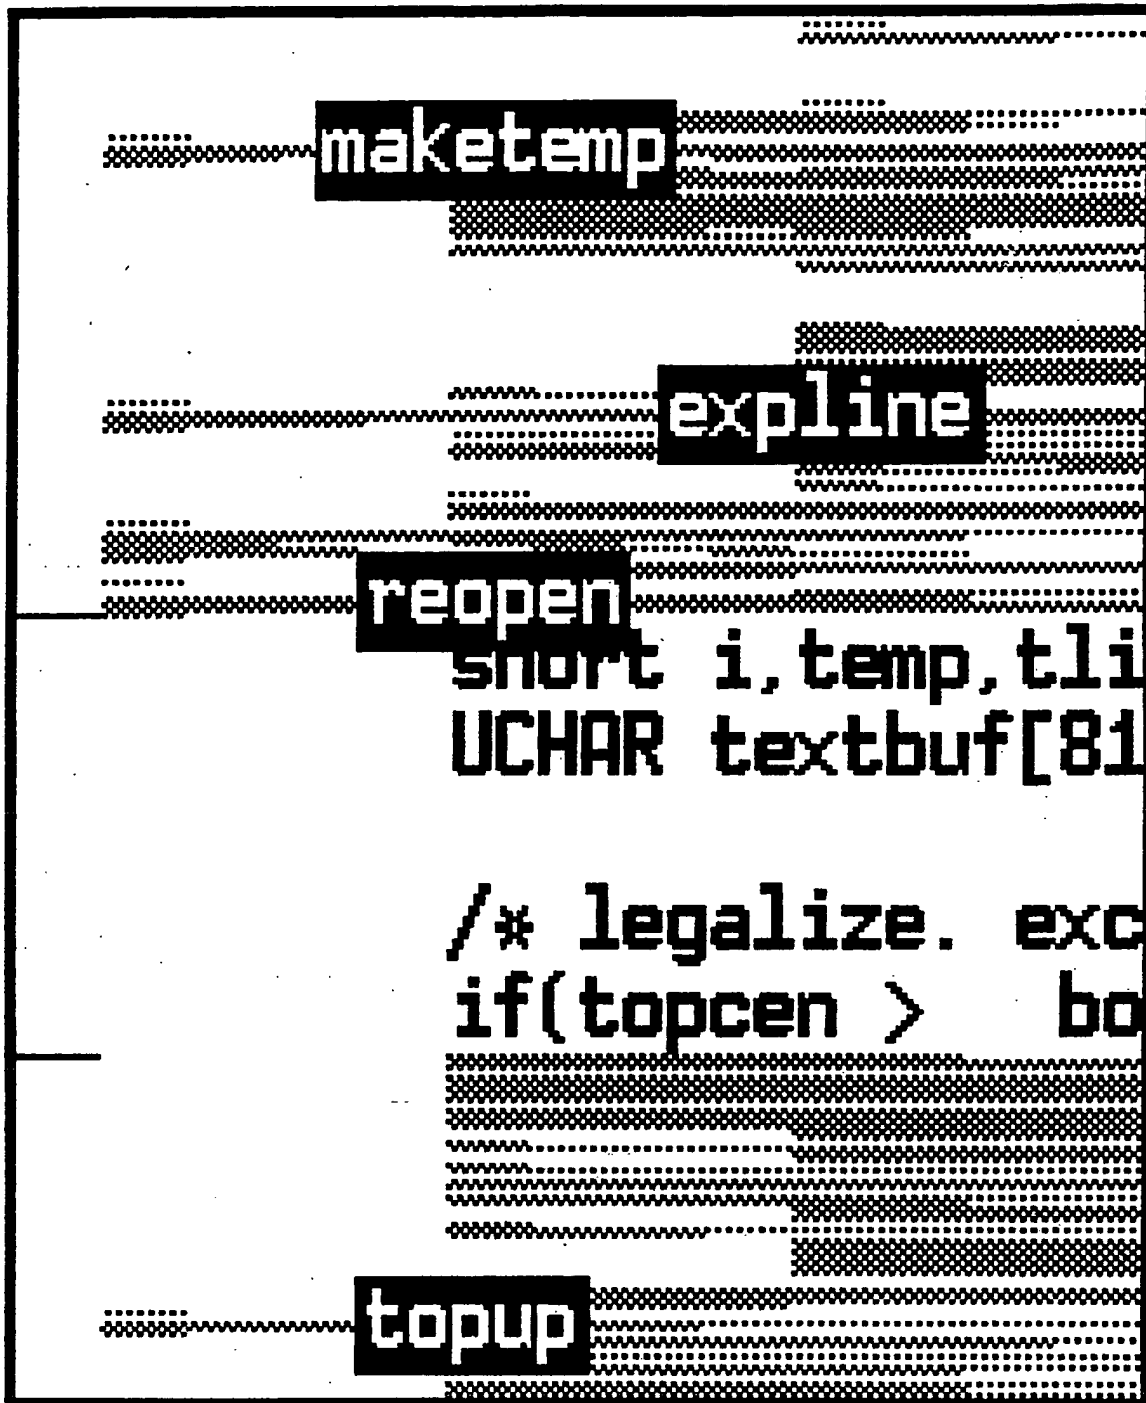 maketemp
expline
reopen
short i,temp,tli
UCHAR textbuf[81
/* legalize. exc
if(topcen > bo
topup